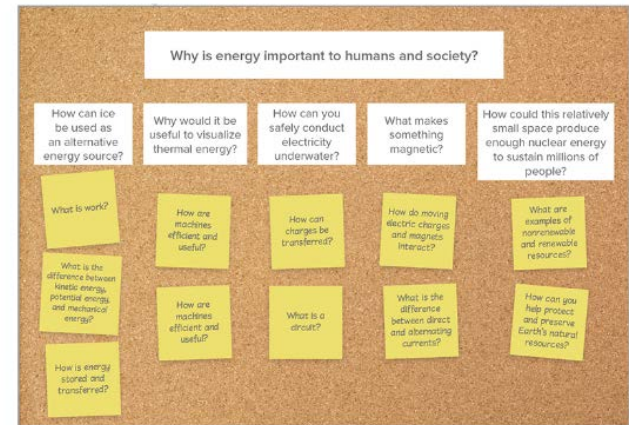 Why is energy important to humans and society?
How can ice
be used as
an alternative
energy source?
Why would it be
useful to visualize
thermal energy?
How can you
safely conduct
electricity
underwater?
What makes
something
magnetic?
How could this relatively
small space produce
enough nuclear energy
to sustain millions of
people?
What is work?
What is the
difference between
kinetic energy,
potential energy,
and mechanical
energy?
How is energy
stored and
transferred?
How are
machines
efficient and
useful?
How are
machines
efficient and
useful?
How can
charges be
transferred?
What is a
circuit?
How do moving
electric charges
and magnets
interact?
What is the
difference
between direct
and alternating
currents?
What are
examples of
nonrenewable
and renewable
resources?
How can you
help protect
and preserve
Earth's natural
resources?